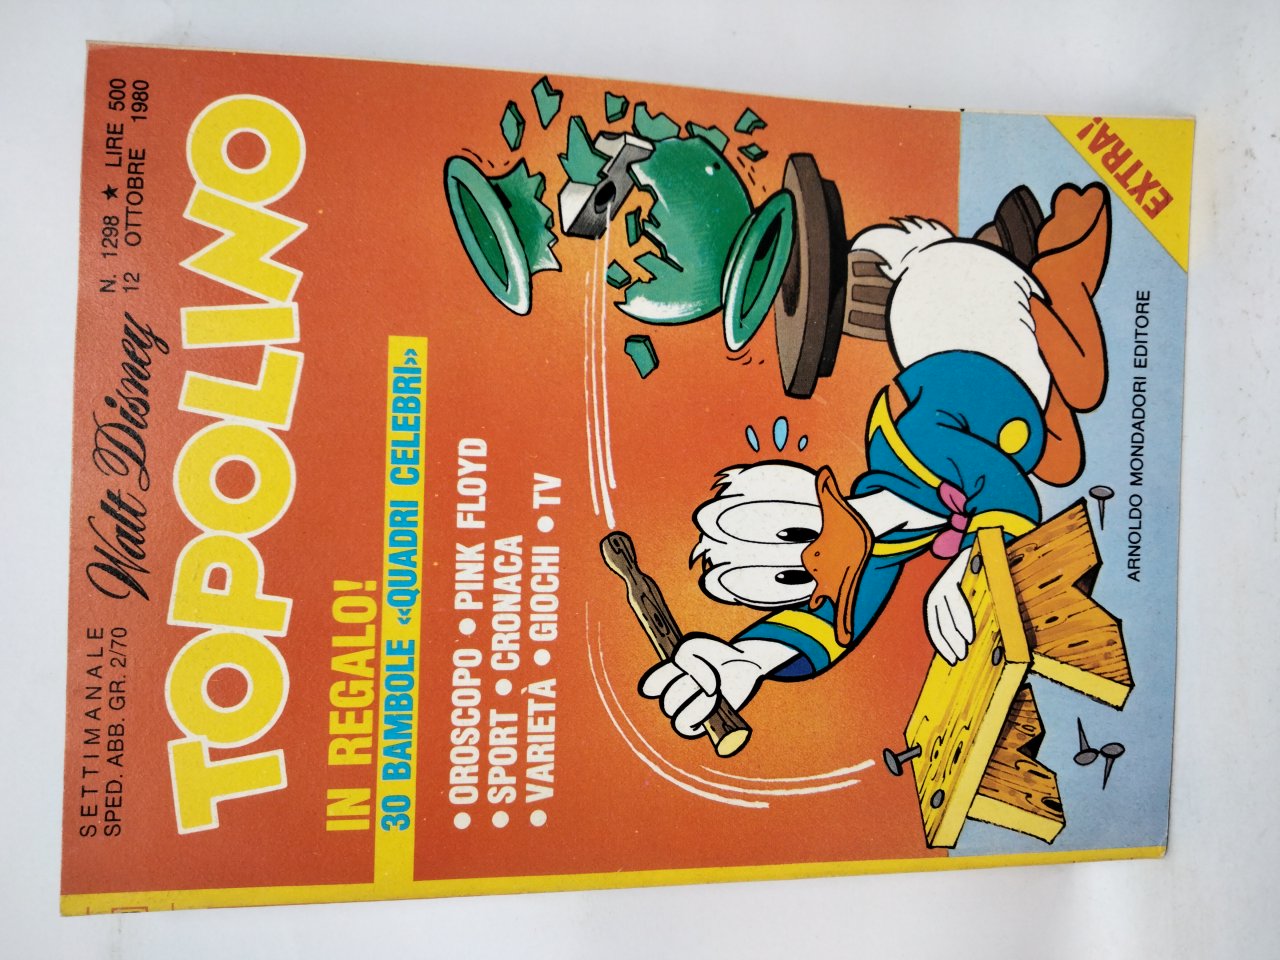 SETTIMANALE
SPED. ABB. GR. 2/70
Walt Disney
N. 1298 ★ LIRE 500
12 OTTOBRE 1980
TOPOLINO
IN REGALO!
30 BAMBOLE «QUADRI CELEBRI»
• OROSCOPO • PINK FLOYD
• SPORT • CRONACA
• VARIETÀ • GIOCHI • TV
ARNOLDO MONDADORI EDITORE
EXTRA!